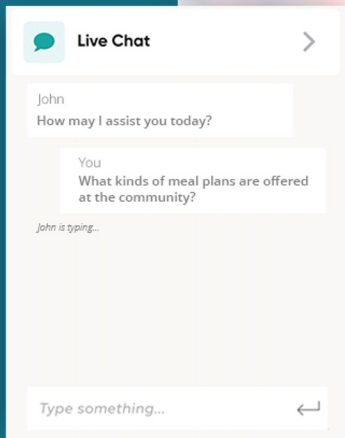 Live Chat
John
How may I assist you today?
You
What kinds of meal plans are offered
at the community?
John is typing...
Type something...